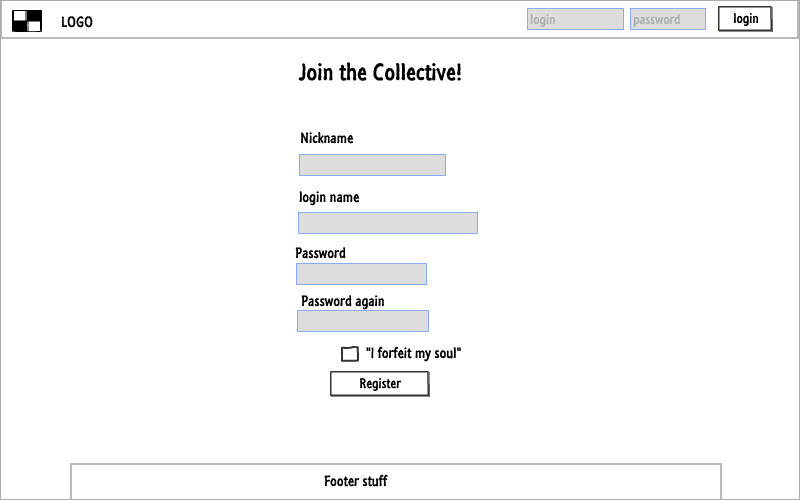 LOGO login password login
Join the Collective!
Nickname
login name
Password
Password again
"I forfeit my soul"
Register
Footer stuff